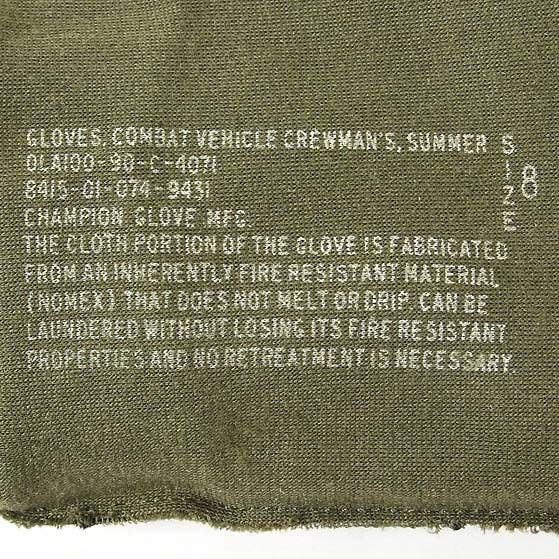 GLOVES, COMBAT VEHICLE CREWMAN'S, SUMMER
DLA100-90-C-4071
8415-01-074-9431
CHAMPION GLOVE MFG.
THE CLOTH PORTION OF THE GLOVE IS FABRICATED
FROM AN INHERENTLY FIRE RESISTANT MATERIAL
(NOMEX) THAT DOES NOT MELT OR DRIP. CAN BE
LAUNDERED WITHOUT LOSING ITS FIRE RESISTANT
PROPERTIES AND NO RETREATMENT IS NECESSARY.
SIZE 8